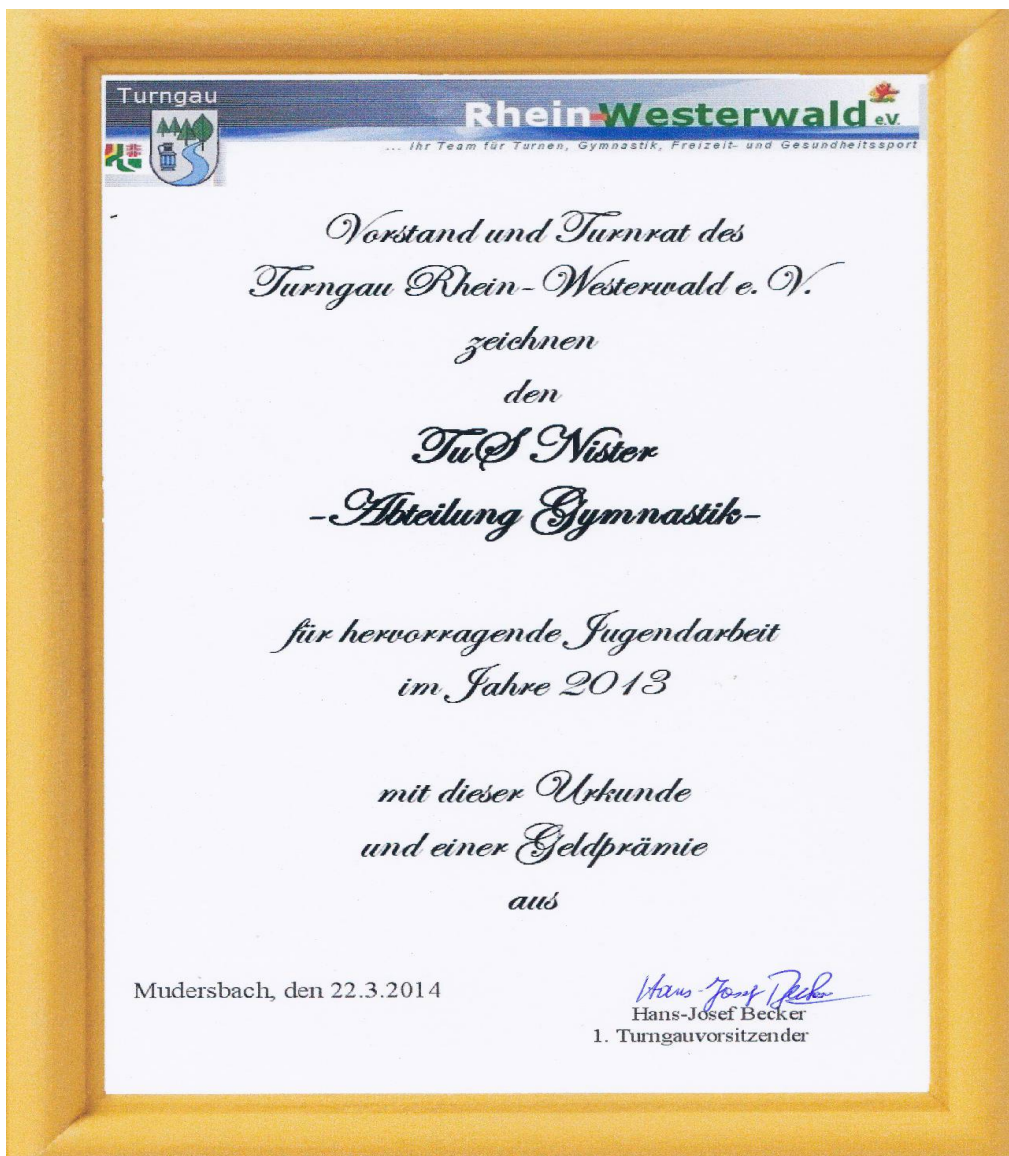 Turngau
Rhein-Westerwald e.V.
... Ihr Team für Turnen, Gymnastik, Freizeit- und Gesundheitssport
Vorstand und Turnrat des
Turngau Rhein-Westerwald e. V.
zeichnen
den
TuS Nister
-Abteilung Gymnastik-
für hervorragende Jugendarbeit
im Jahre 2013
mit dieser Urkunde
und einer Geldprämie
aus
Mudersbach, den 22.3.2014
Hans-Josef Becker
Hans-Josef Becker
1. Turngauvorsitzender